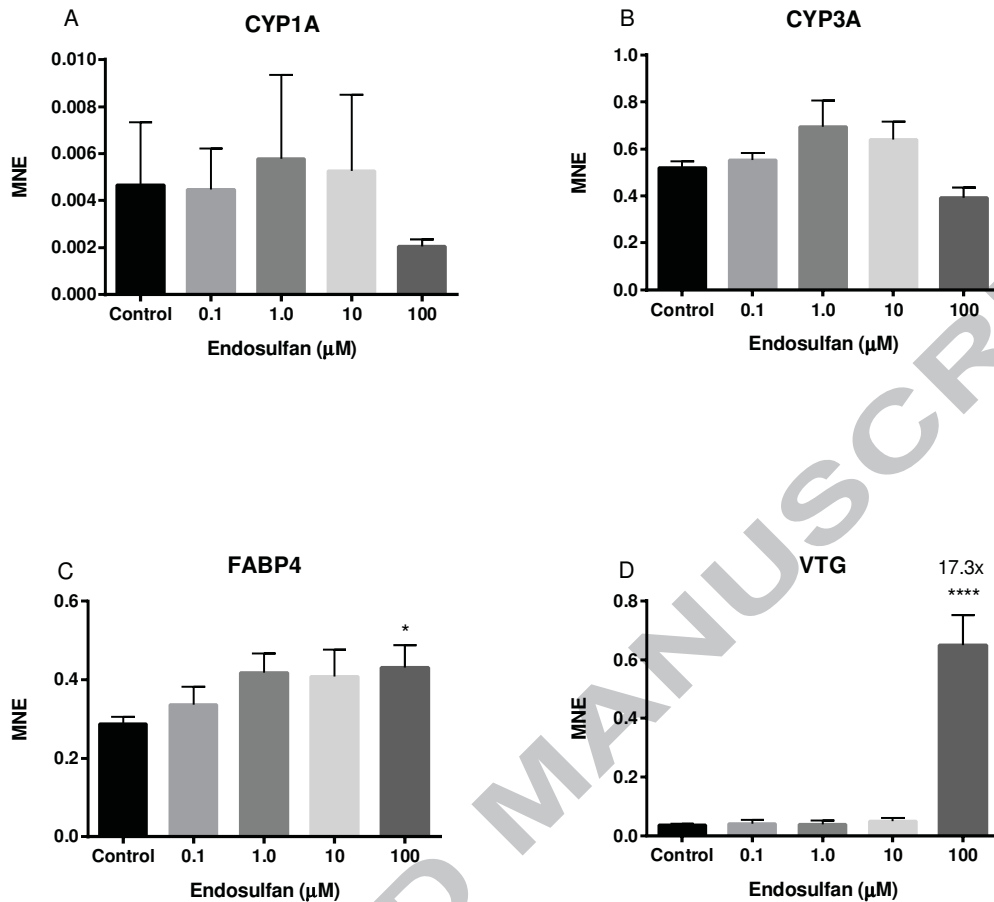 A
CYP1A
0.010
0.008
0.006
0.004
0.002
0.000
MNE
Control 0.1 1.0 10 100
Endosulfan (μM)
B
CYP3A
1.0
0.8
0.6
0.4
0.2
0.0
MNE
Control 0.1 1.0 10 100
Endosulfan (μM)
C
FABP4
0.6
0.4
0.2
0.0
MNE
*
Control 0.1 1.0 10 100
Endosulfan (μM)
D
VTG
17.3x
****
0.8
0.6
0.4
0.2
0.0
MNE
Control 0.1 1.0 10 100
Endosulfan (μM)
D MANUSCR